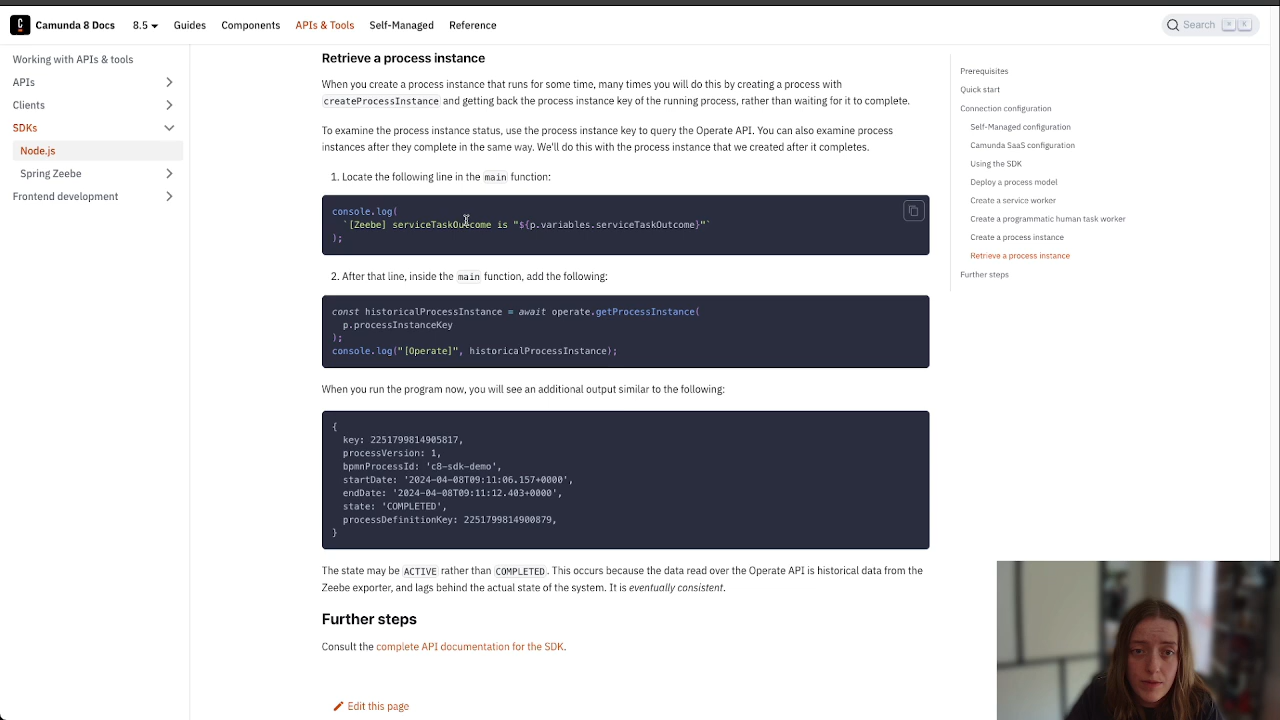 Camunda 8 Docs 8.5 Guides Components APIs & Tools Self-Managed Reference Search
Working with APIs & tools
APIs
Clients
SDKs
Node.js
Spring Zeebe
Frontend development
Retrieve a process instance
When you create a process instance that runs for some time, many times you will do this by creating a process with
createProcessInstance and getting back the process instance key of the running process, rather than waiting for it to complete.
To examine the process instance status, use the process instance key to query the Operate API. You can also examine process
instances after they complete in the same way. We'll do this with the process instance that we created after it completes.
1. Locate the following line in the main function:
console.log(
`[Zeebe] serviceTaskOutcome is "${p.variables.serviceTaskOutcome}"`
);
2. After that line, inside the main function, add the following:
const historicalProcessInstance = await operate.getProcessInstance(
p.processInstanceKey
);
console.log("[Operate]", historicalProcessInstance);
When you run the program now, you will see an additional output similar to the following:
{
key: 2251799814905817,
processVersion: 1,
bpmnProcessId: 'c8-sdk-demo',
startDate: '2024-04-08T09:11:06.157+0000',
endDate: '2024-04-08T09:11:12.403+0000',
state: 'COMPLETED',
processDefinitionKey: 2251799814900879,
}
The state may be ACTIVE rather than COMPLETED. This occurs because the data read over the Operate API is historical data from the
Zeebe exporter, and lags behind the actual state of the system. It is eventually consistent.
Further steps
Consult the complete API documentation for the SDK.
Edit this page
Prerequisites
Quick start
Connection configuration
Self-Managed configuration
Camunda SaaS configuration
Using the SDK
Deploy a process model
Create a service worker
Create a programmatic human task worker
Create a process instance
Retrieve a process instance
Further steps